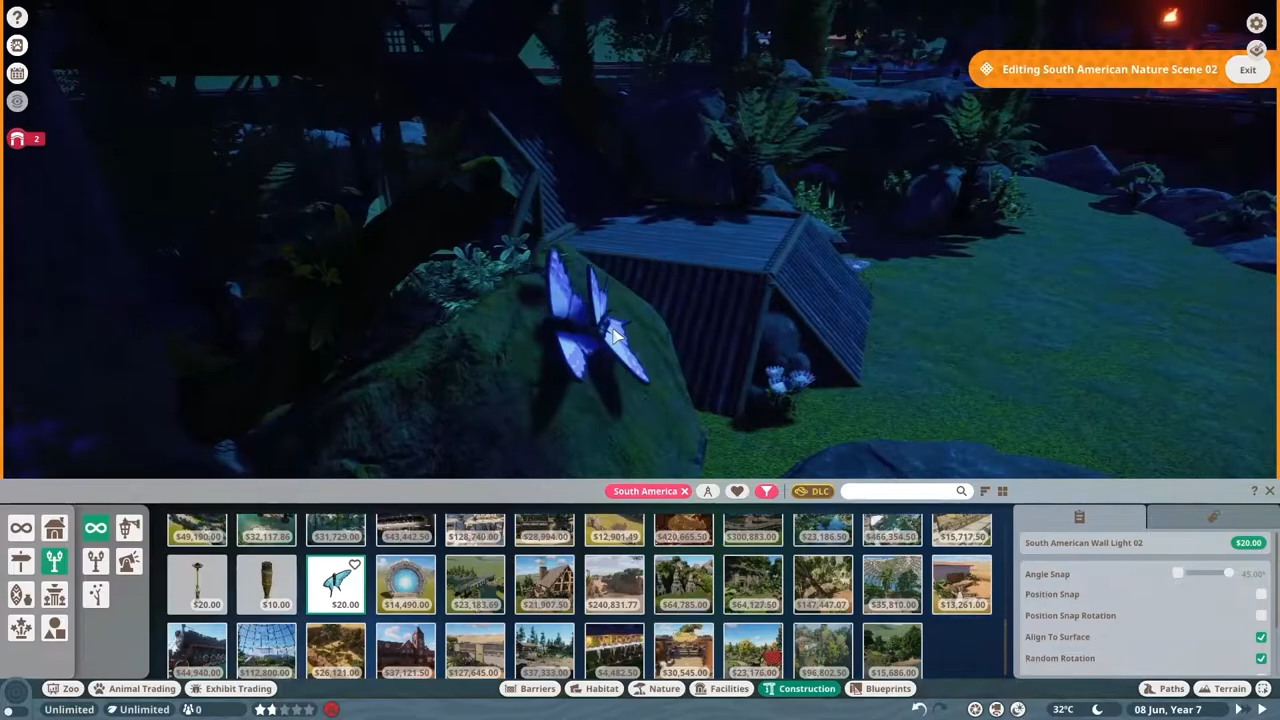 ?
Editing South American Nature Scene 02
Exit
2
South America ×
DLC
? ×
$49,190.00
$32,117.86
$31,729.00
$43,442.50
$128,740.00
$28,994.00
$12,901.49
$420,665.50
$300,883.00
$23,186.50
$466,354.50
$15,717.50
$20.00
$10.00
$20.00
$14,490.00
$23,183.69
$21,907.50
$240,831.77
$64,785.00
$64,127.50
$147,447.07
$35,810.00
$13,261.00
$44,940.00
$112,800.00
$26,121.00
$37,121.50
$127,645.00
$37,333.00
$4,482.50
$30,545.00
$23,176.00
$96,802.50
$15,686.00
South American Wall Light 02
$20.00
Angle Snap
45.00°
Position Snap
Position Snap Rotation
Align To Surface
Random Rotation
Zoo
Animal Trading
Exhibit Trading
Barriers
Habitat
Nature
Facilities
Construction
Blueprints
Paths
Terrain
Unlimited
Unlimited
0
32°C
08 Jun, Year 7